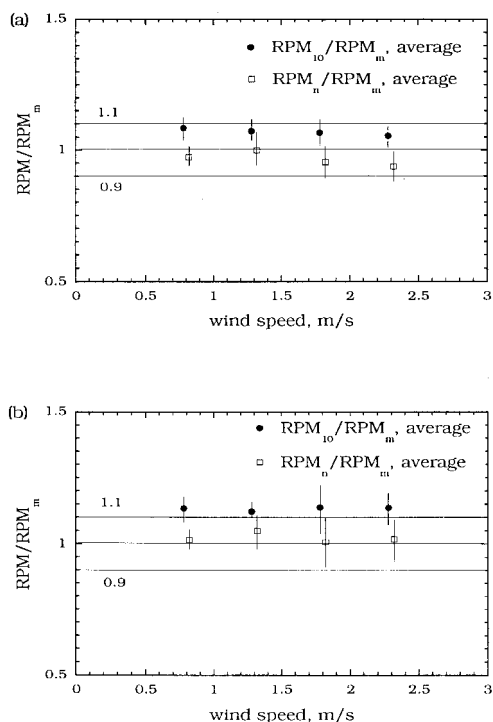 (a)
1.5
RPM10/RPMm, average
RPMn/RPMm, average
1.1
1
0.9
RPM/RPMm
0.5
0 0.5 1 1.5 2 2.5 3
wind speed, m/s
(b)
1.5
RPM10/RPMm, average
RPMn/RPMm, average
1.1
1
0.9
RPM/RPMm
0.5
0 0.5 1 1.5 2 2.5 3
wind speed, m/s